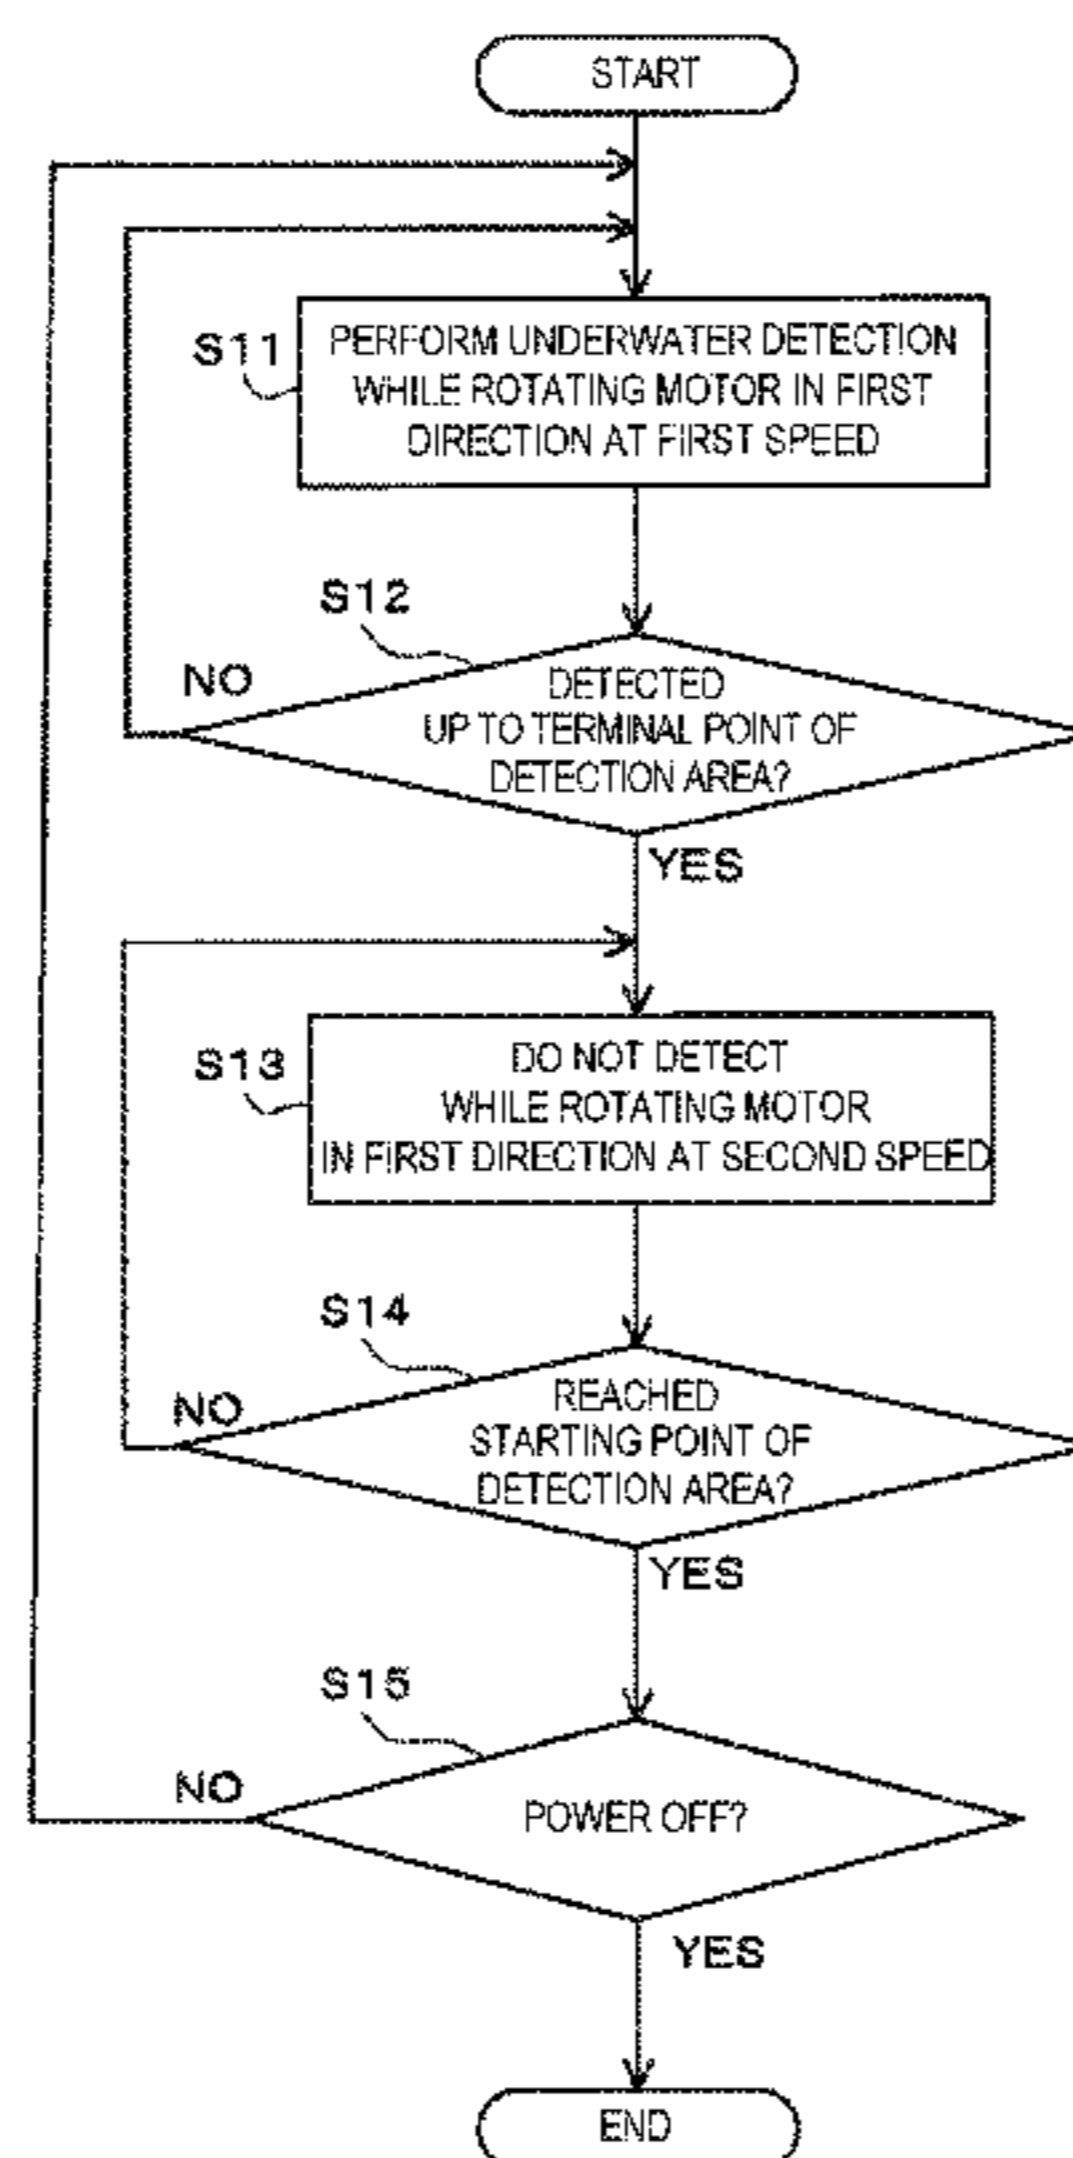 START
S11
PERFORM UNDERWATER DETECTION
WHILE ROTATING MOTOR IN FIRST
DIRECTION AT FIRST SPEED
S12
NO
DETECTED
UP TO TERMINAL POINT OF
DETECTION AREA?
YES
S13
DO NOT DETECT
WHILE ROTATING MOTOR
IN FIRST DIRECTION AT SECOND SPEED
S14
NO
REACHED
STARTING POINT OF
DETECTION AREA?
YES
S15
NO
POWER OFF?
YES
END